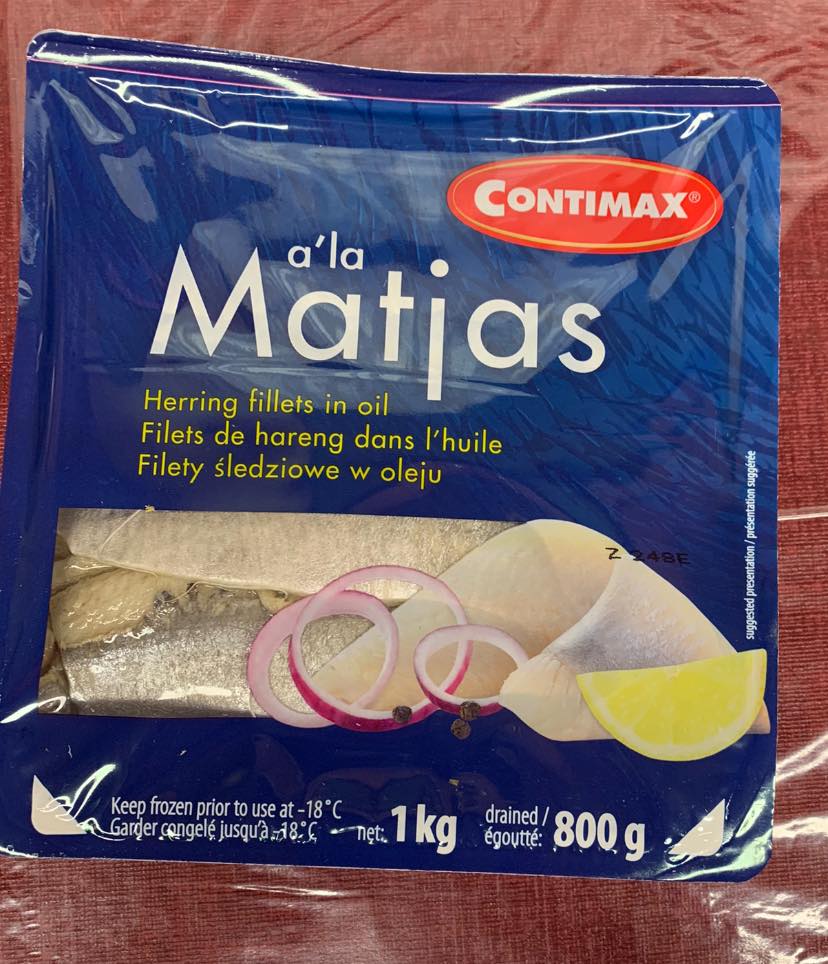 CONTIMAX®
a'la
Matjas
Herring fillets in oil
Filets de hareng dans l'huile
Filety śledziowe w oleju
Z 248E
suggested presentation / présentation suggérée
Keep frozen prior to use at -18°C
Garder congelé jusqu'à -18°C
net: 1 kg
drained /
égoutté: 800 g